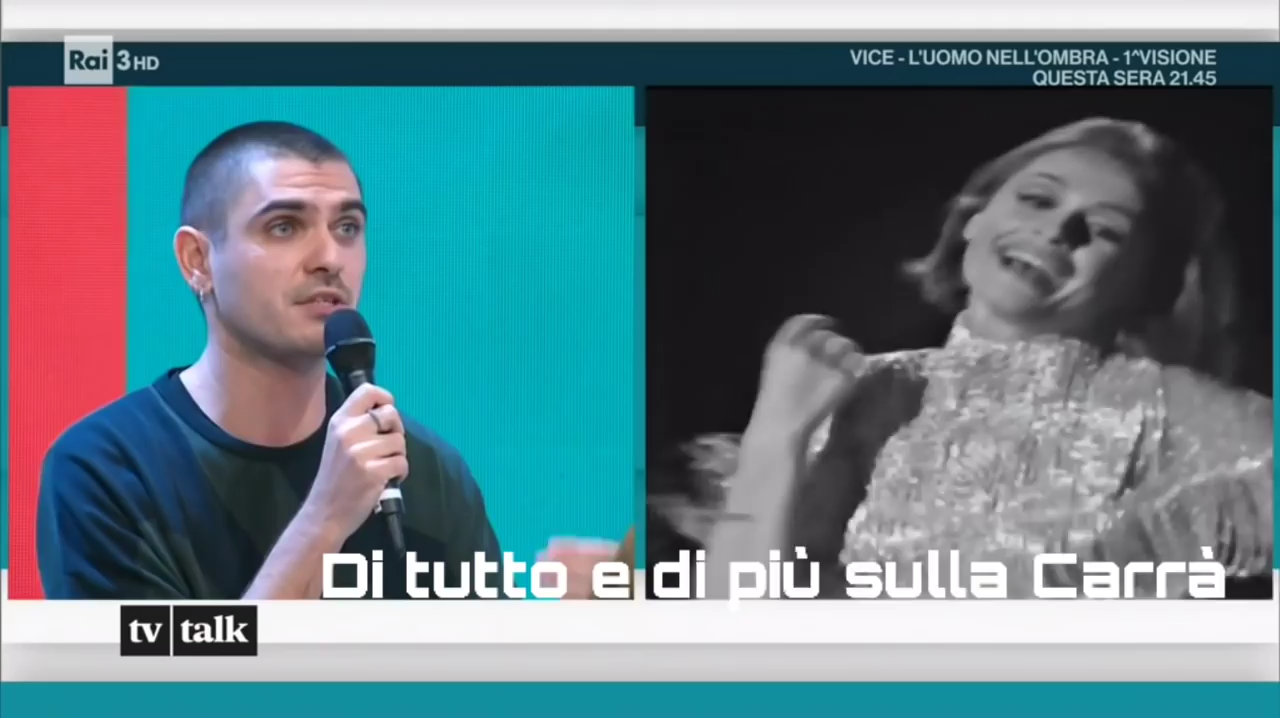 Rai 3HD
VICE - L'UOMO NELL'OMBRA - 1^VISIONE
QUESTA SERA 21.45
Di tutto e di più sulla Carrà
tv talk